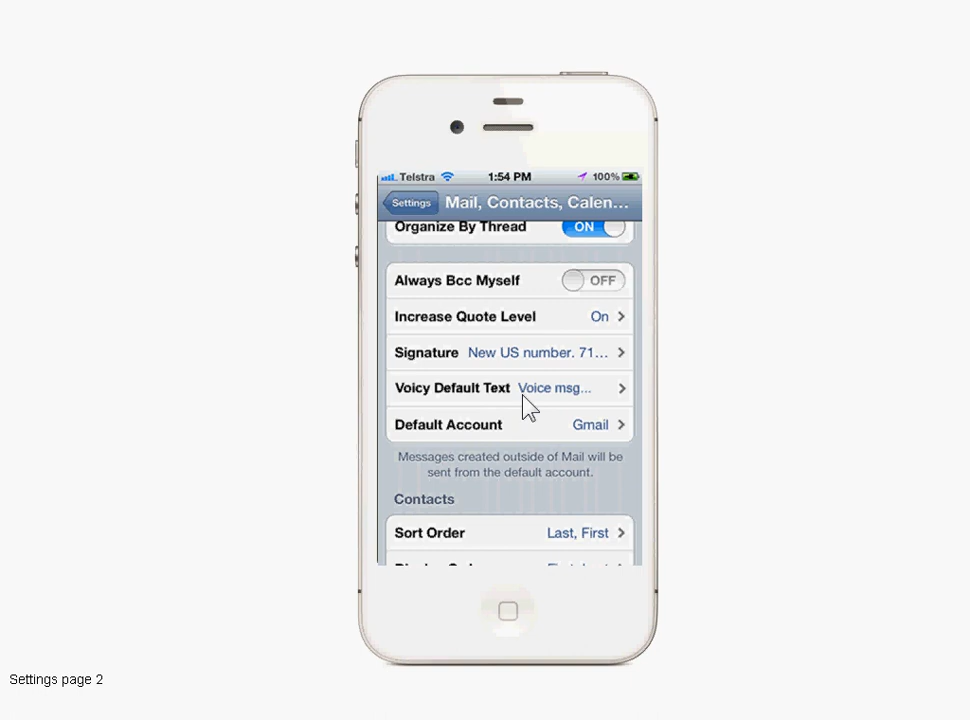 Telstra 1:54 PM 100%
Settings Mail, Contacts, Calen...
Organize By Thread ON
Always Bcc Myself OFF
Increase Quote Level On
Signature New US number. 71...
Voicy Default Text Voice msg...
Default Account Gmail
Messages created outside of Mail will be
sent from the default account.
Contacts
Sort Order Last, First
Settings page 2